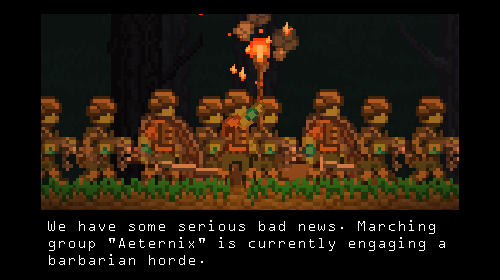 We have some serious bad news. Marching
group "Aeternix" is currently engaging a
barbarian horde.